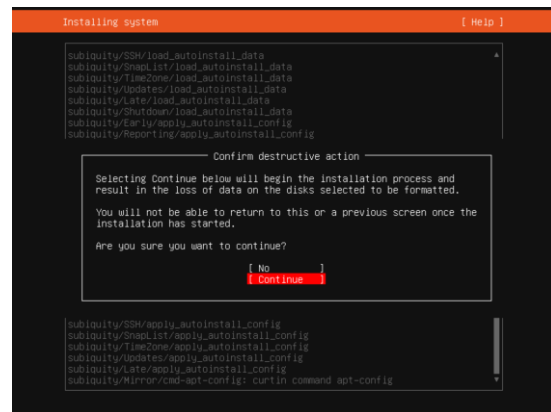 Installing system [ Help ]
subiquity/SSH/load_autoinstall_data
subiquity/SnapList/load_autoinstall_data
subiquity/TimeZone/load_autoinstall_data
subiquity/Updates/load_autoinstall_data
subiquity/Late/load_autoinstall_data
subiquity/Shutdown/load_autoinstall_data
subiquity/Early/apply_autoinstall_config
subiquity/Reporting/apply_autoinstall_config
Confirm destructive action
Selecting Continue below will begin the installation process and
result in the loss of data on the disks selected to be formatted.
You will not be able to return to this or a previous screen once the
installation has started.
Are you sure you want to continue?
[ No ]
[ Continue ]
subiquity/SSH/apply_autoinstall_config
subiquity/SnapList/apply_autoinstall_config
subiquity/TimeZone/apply_autoinstall_config
subiquity/Updates/apply_autoinstall_config
subiquity/Late/apply_autoinstall_config
subiquity/Mirror/cmd-apt-config: curtin command apt-config